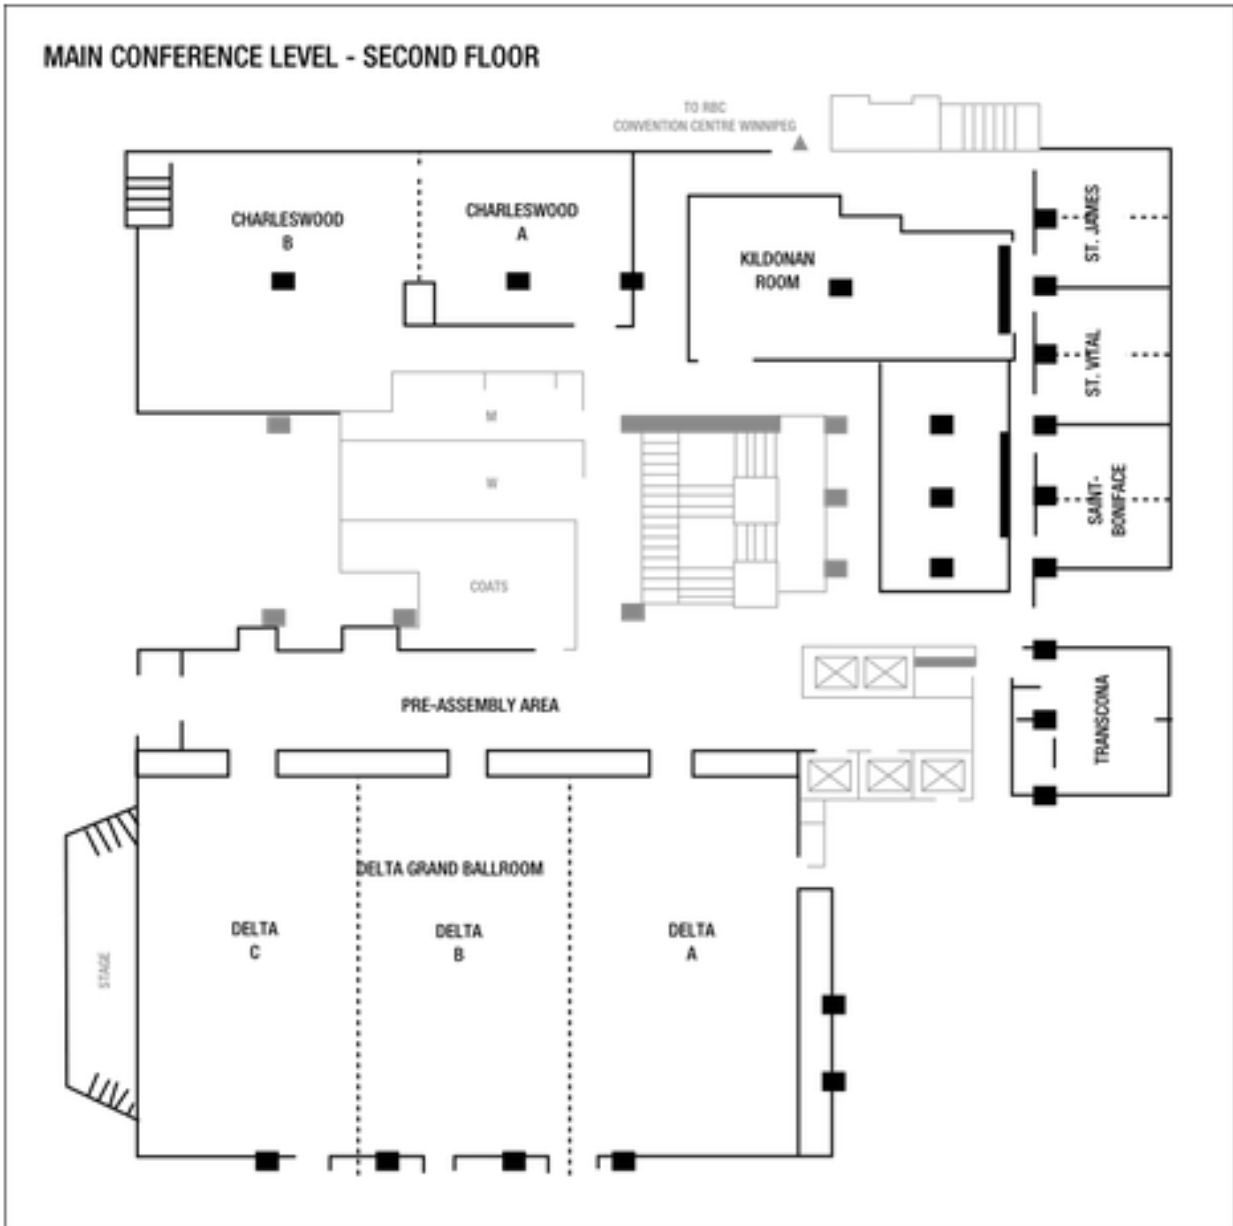 MAIN CONFERENCE LEVEL - SECOND FLOOR
TO RBC
CONVENTION CENTRE WINNIPEG
CHARLESWOOD
B
CHARLESWOOD
A
KILDONAN
ROOM
ST. JAMES
ST. VITAL
SAINT-
BONIFACE
M
W
COATS
PRE-ASSEMBLY AREA
TRANSCONA
DELTA GRAND BALLROOM
DELTA
C
DELTA
B
DELTA
A
STAGE